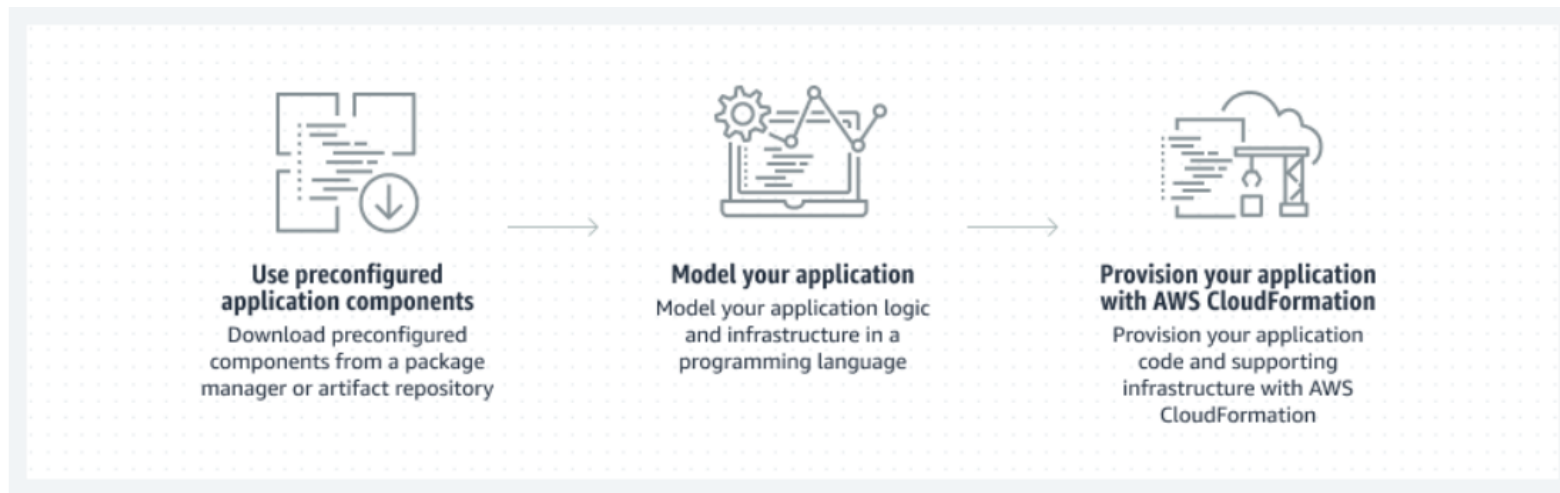 Use preconfigured
application components
Download preconfigured
components from a package
manager or artifact repository
Model your application
Model your application logic
and infrastructure in a
programming language
Provision your application
with AWS CloudFormation
Provision your application
code and supporting
infrastructure with AWS
CloudFormation